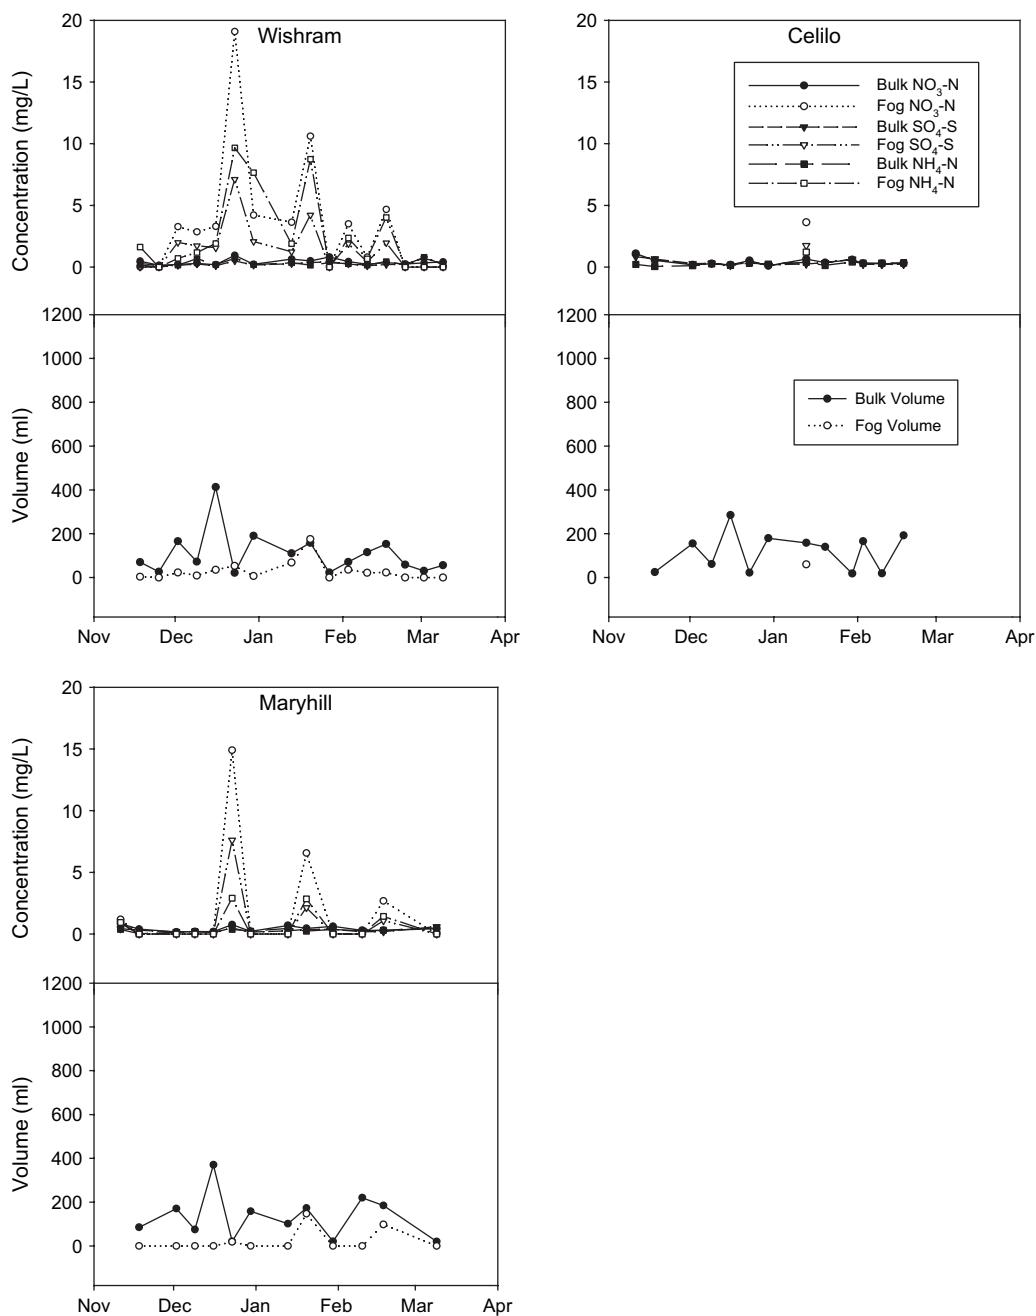 Wishram
20
15
10
5
0
Concentration (mg/L)
1200
1000
800
600
400
200
0
Volume (ml)
Nov Dec Jan Feb Mar Apr
Celilo
20
15
10
5
0
Bulk NO3-N
Fog NO3-N
Bulk SO4-S
Fog SO4-S
Bulk NH4-N
Fog NH4-N
Concentration (mg/L)
1200
1000
800
600
400
200
0
Bulk Volume
Fog Volume
Volume (ml)
Nov Dec Jan Feb Mar Apr
Maryhill
20
15
10
5
0
Concentration (mg/L)
1200
1000
800
600
400
200
0
Volume (ml)
Nov Dec Jan Feb Mar Apr